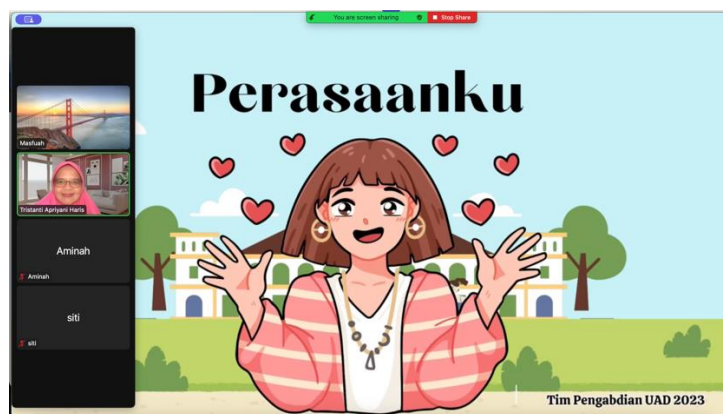 You are screen sharing
Stop Share
Perasaanku
Masfuah
Tristanti Apriyani Haris
Aminah
Aminah
siti
siti
Tim Pengabdian UAD 2023